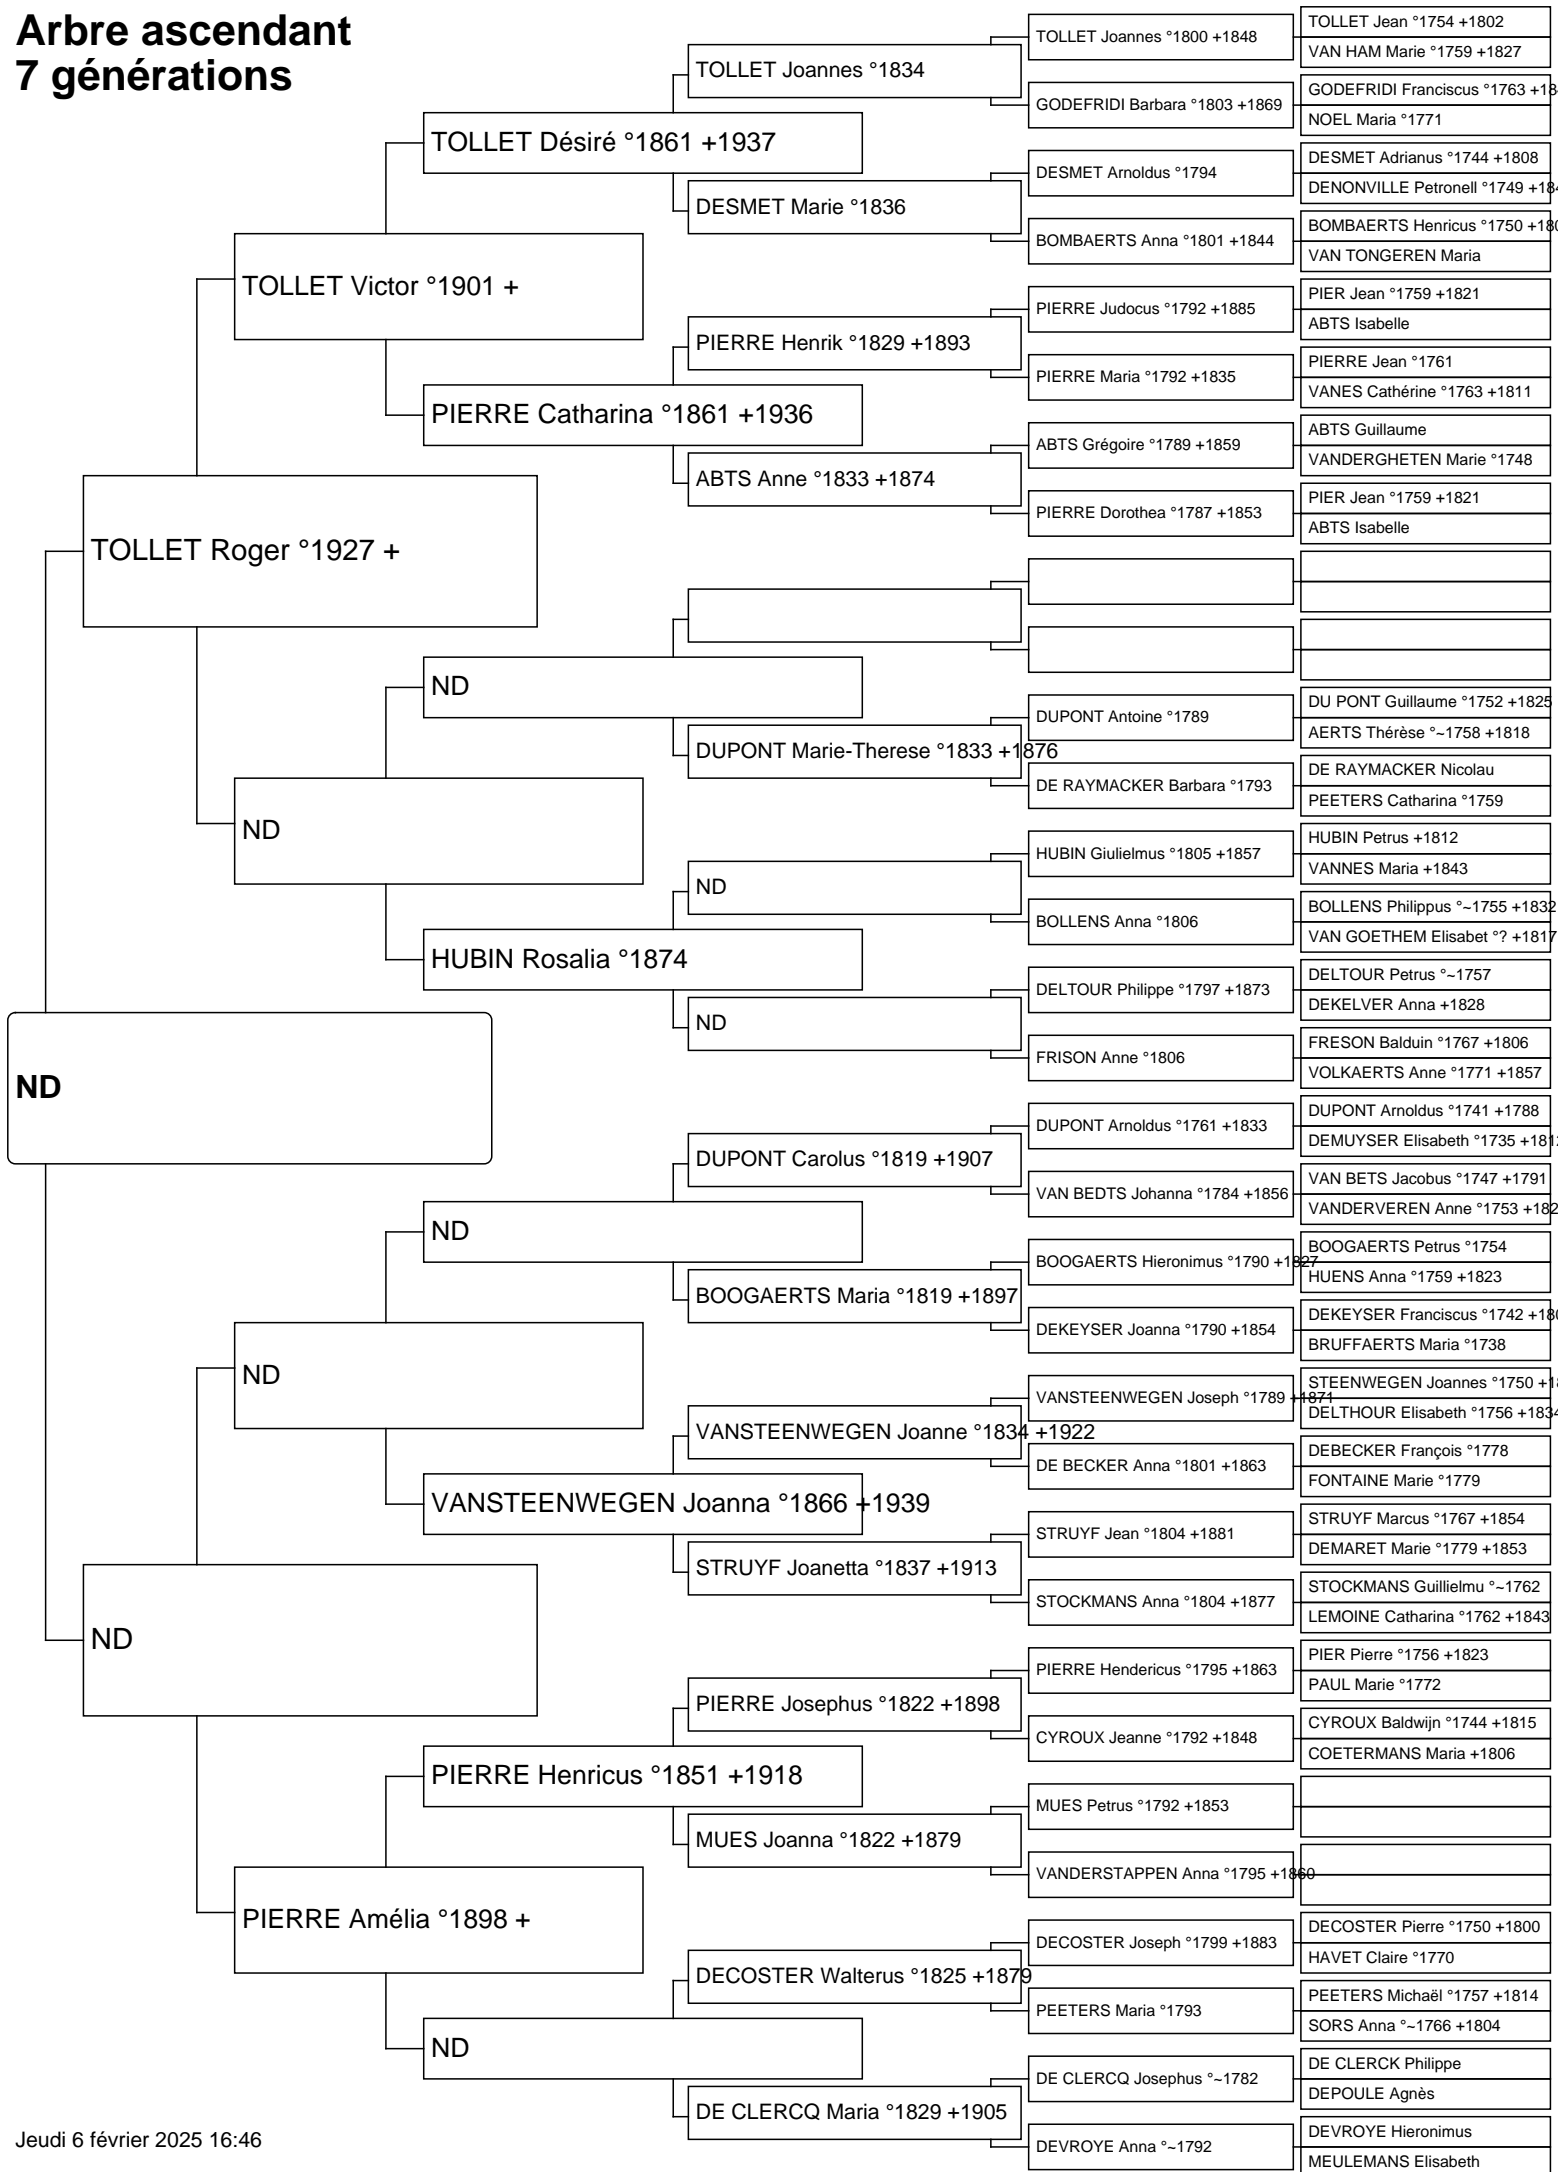 Arbre ascendant
7 générations
ND
TOLLET Roger °1927 +
ND
TOLLET Victor °1901 +
ND
ND
PIERRE Amélia °1898 +
TOLLET Désiré °1861 +1937
PIERRE Catharina °1861 +1936
ND
HUBIN Rosalia °1874
ND
VANSTEENWEGEN Joanna °1866 +1939
PIERRE Henricus °1851 +1918
ND
TOLLET Joannes °1834
DESMET Marie °1836
PIERRE Henrik °1829 +1893
ABTS Anne °1833 +1874
DUPONT Marie-Therese °1833 +1876
ND
ND
DUPONT Carolus °1819 +1907
BOOGAERTS Maria °1819 +1897
VANSTEENWEGEN Joanne °1834 +1922
STRUYF Joanetta °1837 +1913
PIERRE Josephus °1822 +1898
MUES Joanna °1822 +1879
DECOSTER Walterus °1825 +1879
DE CLERCQ Maria °1829 +1905
TOLLET Joannes °1800 +1848
GODEFRIDI Barbara °1803 +1869
DESMET Arnoldus °1794
BOMBAERTS Anna °1801 +1844
PIERRE Judocus °1792 +1885
PIERRE Maria °1792 +1835
ABTS Grégoire °1789 +1859
PIERRE Dorothea °1787 +1853
DUPONT Antoine °1789
DE RAYMACKER Barbara °1793
HUBIN Giulielmus °1805 +1857
BOLLENS Anna °1806
DELTOUR Philippe °1797 +1873
FRISON Anne °1806
DUPONT Arnoldus °1761 +1833
VAN BEDTS Johanna °1784 +1856
BOOGAERTS Hieronimus °1790 +1827
DEKEYSER Joanna °1790 +1854
VANSTEENWEGEN Joseph °1789 +1871
DE BECKER Anna °1801 +1863
STRUYF Jean °1804 +1881
STOCKMANS Anna °1804 +1877
PIERRE Hendericus °1795 +1863
CYROUX Jeanne °1792 +1848
MUES Petrus °1792 +1853
VANDERSTAPPEN Anna °1795 +1860
DECOSTER Joseph °1799 +1883
PEETERS Maria °1793
DE CLERCQ Josephus °~1782
DEVROYE Anna °~1792
TOLLET Jean °1754 +1802
VAN HAM Marie °1759 +1827
GODEFRIDI Franciscus °1763 +18
NOEL Maria °1771
DESMET Adrianus °1744 +1808
DENONVILLE Petronell °1749 +18
BOMBAERTS Henricus °1750 +18
VAN TONGEREN Maria
PIER Jean °1759 +1821
ABTS Isabelle
PIERRE Jean °1761
VANES Cathérine °1763 +1811
ABTS Guillaume
VANDERGHETEN Marie °1748
PIER Jean °1759 +1821
ABTS Isabelle
DU PONT Guillaume °1752 +1825
AERTS Thérèse °~1758 +1818
DE RAYMACKER Nicolau
PEETERS Catharina °1759
HUBIN Petrus +1812
VANNES Maria +1843
BOLLENS Philippus °~1755 +1832
VAN GOETHEM Elisabet °? +1817
DELTOUR Petrus °~1757
DEKELVER Anna +1828
FRESON Balduin °1767 +1806
VOLKAERTS Anne °1771 +1857
DUPONT Arnoldus °1741 +1788
DEMUYSER Elisabeth °1735 +1812
VAN BETS Jacobus °1747 +1791
VANDERVEREN Anne °1753 +182
BOOGAERTS Petrus °1754
HUENS Anna °1759 +1823
DEKEYSER Franciscus °1742 +18
BRUFFAERTS Maria °1738
STEENWEGEN Joannes °1750 +1
DELTHOUR Elisabeth °1756 +1834
DEBECKER François °1778
FONTAINE Marie °1779
STRUYF Marcus °1767 +1854
DEMARET Marie °1779 +1853
STOCKMANS Guillielmu °~1762
LEMOINE Catharina °1762 +1843
PIER Pierre °1756 +1823
PAUL Marie °1772
CYROUX Baldwijn °1744 +1815
COETERMANS Maria +1806
DECOSTER Pierre °1750 +1800
HAVET Claire °1770
PEETERS Michaël °1757 +1814
SORS Anna °~1766 +1804
DE CLERCK Philippe
DEPOULE Agnès
DEVROYE Hieronimus
MEULEMANS Elisabeth
Jeudi 6 février 2025 16:46